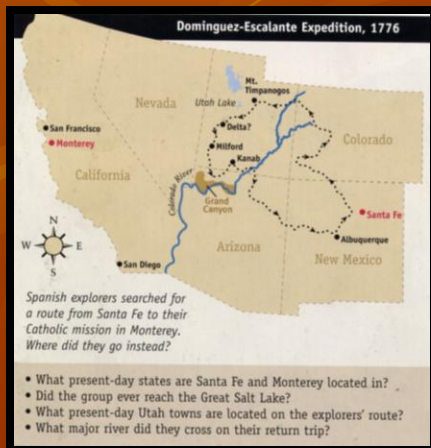 Dominguez-Escalante Expedition, 1776
Mt.
Timpanogos
Utah Lake
Nevada
Delta?
San Francisco
Monterey
Milford
Kanab
Colorado
California
Colorado River
Grand
Canyon
Santa Fe
N
W E
S
Albuquerque
Arizona
New Mexico
San Diego
Spanish explorers searched for
a route from Santa Fe to their
Catholic mission in Monterey.
Where did they go instead?
• What present-day states are Santa Fe and Monterey located in?
• Did the group ever reach the Great Salt Lake?
• What present-day Utah towns are located on the explorers' route?
• What major river did they cross on their return trip?